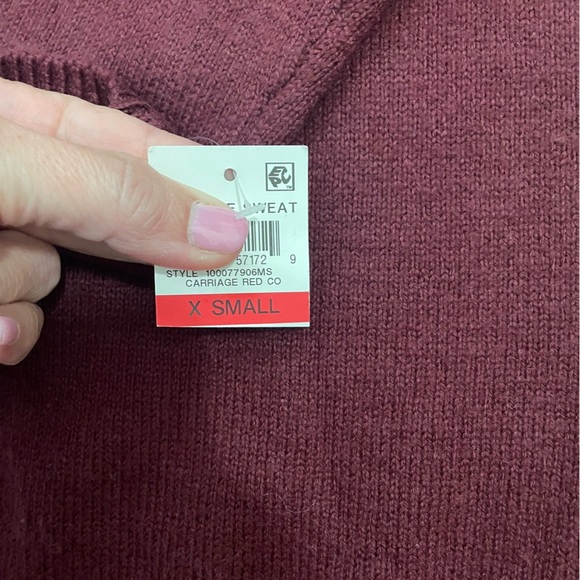 SWEAT
57172 9
STYLE 100077906MS
CARRIAGE RED CO
X SMALL